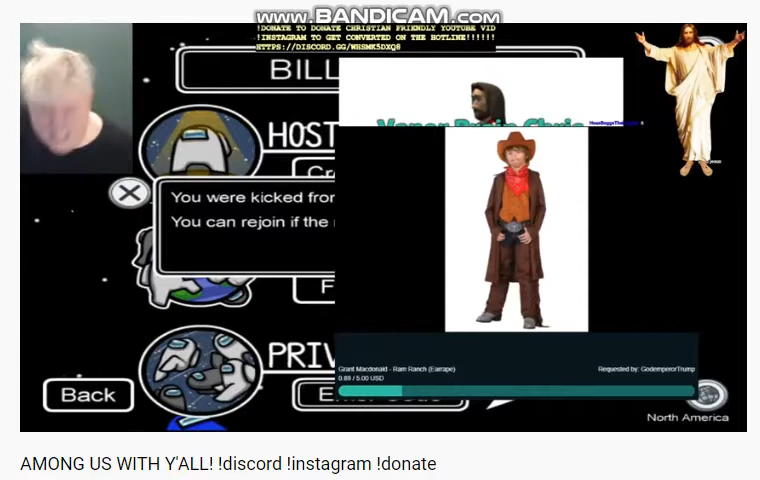 www.BANDICAM.com
!DONATE TO DONATE CHRISTIAN FRIENDLY YOUTUBE VID
!INSTAGRAM TO GET CONVERTED ON THE HOTLINE!!!!!!
HTTPS://DISCORD.GG/WHSMK5DXQ8
BILL
HOST
Cr
You were kicked from
You can rejoin if the
F
PRIV
Grant Macdonald - Ram Ranch (Earrape)
Requested by: GodemperorTrump
0.89 / 5.00 USD
Back
North America
AMONG US WITH Y'ALL! !discord !instagram !donate